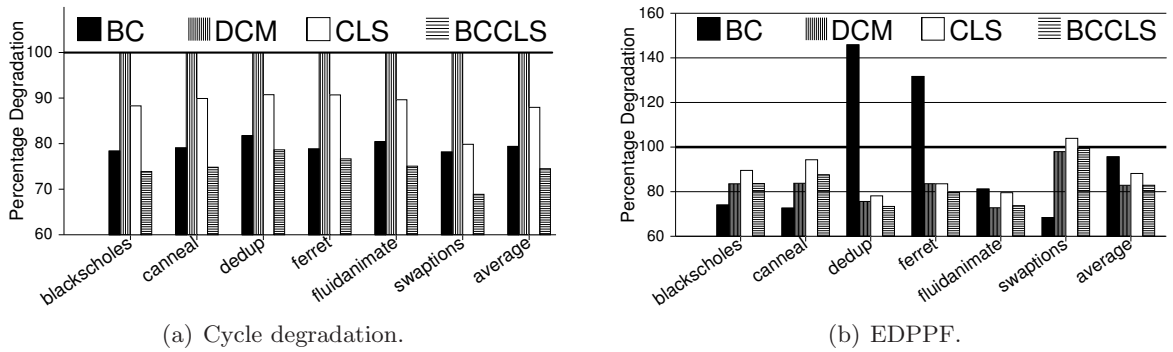 BC DCM CLS BCCLS
Percentage Degradation
100
90
80
70
60
blackscholes
canneal
dedup
ferret
fluidanimate
swaptions
average
(a) Cycle degradation.
BC DCM CLS BCCLS
Percentage Degradation
160
140
120
100
80
60
blackscholes
canneal
dedup
ferret
fluidanimate
swaptions
average
(b) EDPPF.